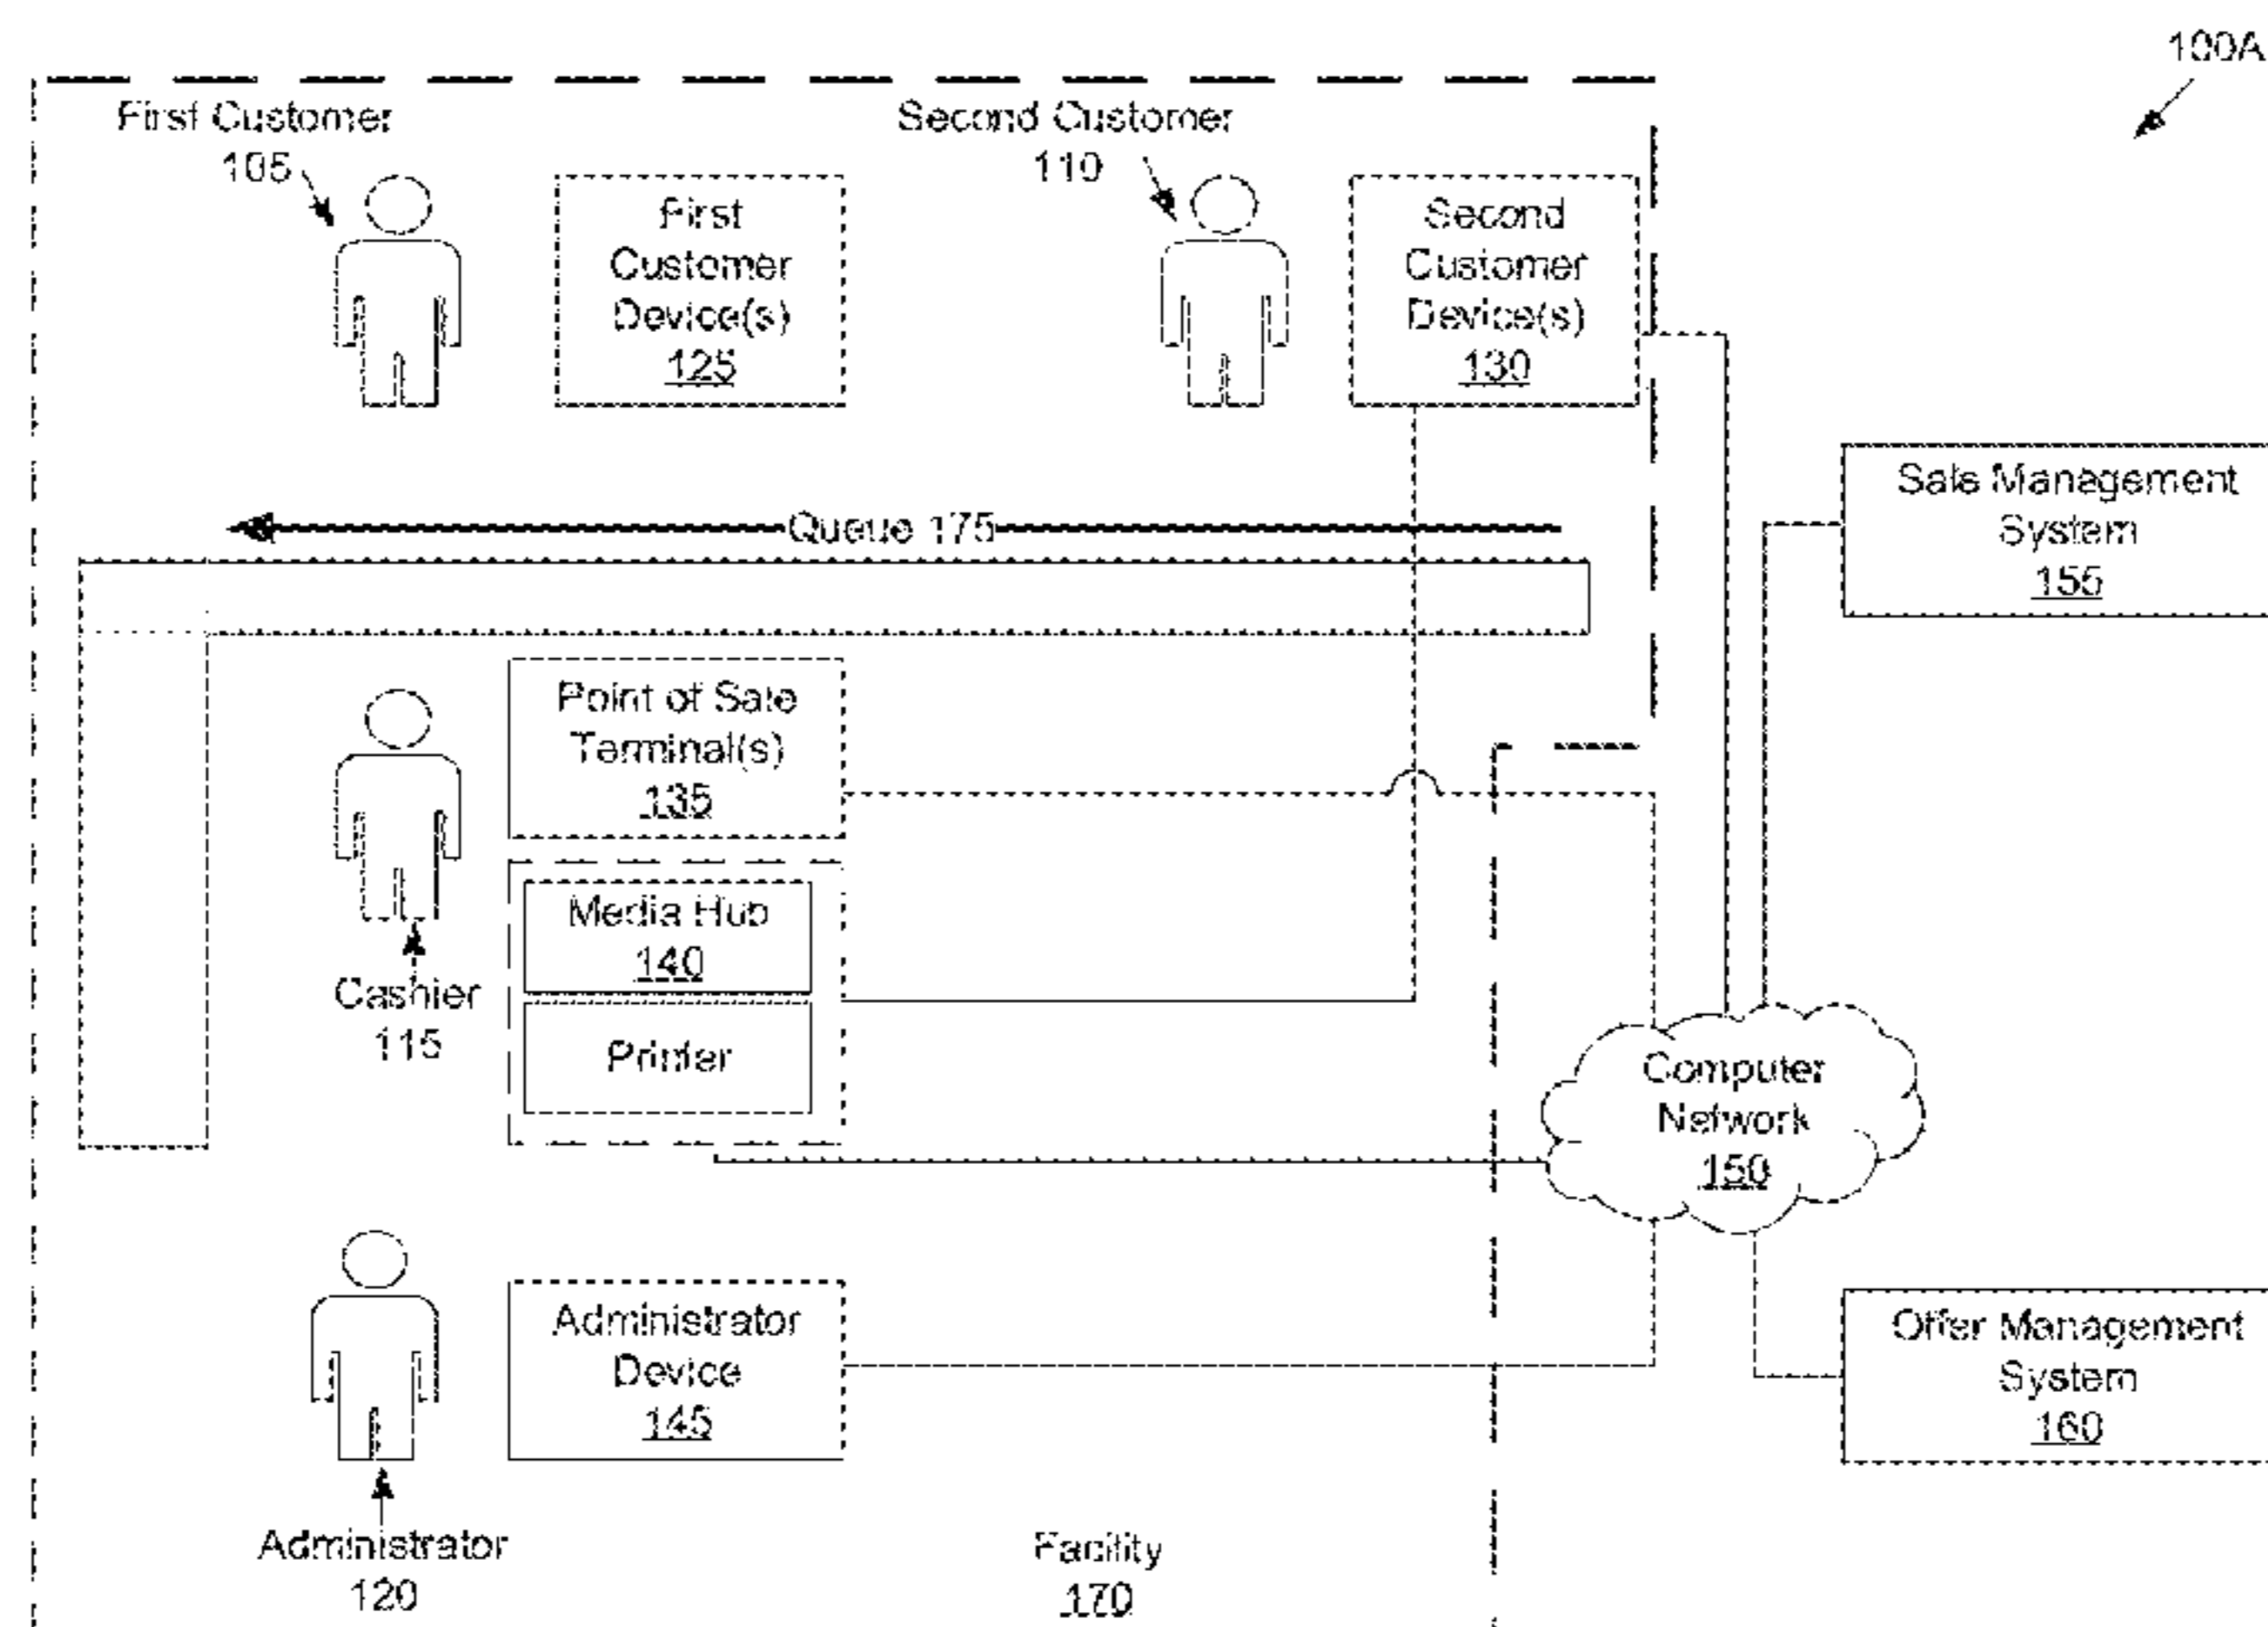 100A
First Customer
105
Second Customer
110
First
Customer
Device(s)
125
Second
Customer
Device(s)
130
Queue 175
Sale Management
System
155
Point of Sale
Terminal(s)
135
Media Hub
140
Printer
Cashier
115
Computer
Network
150
Administrator
Device
145
Offer Management
System
160
Administrator
120
Facility
170